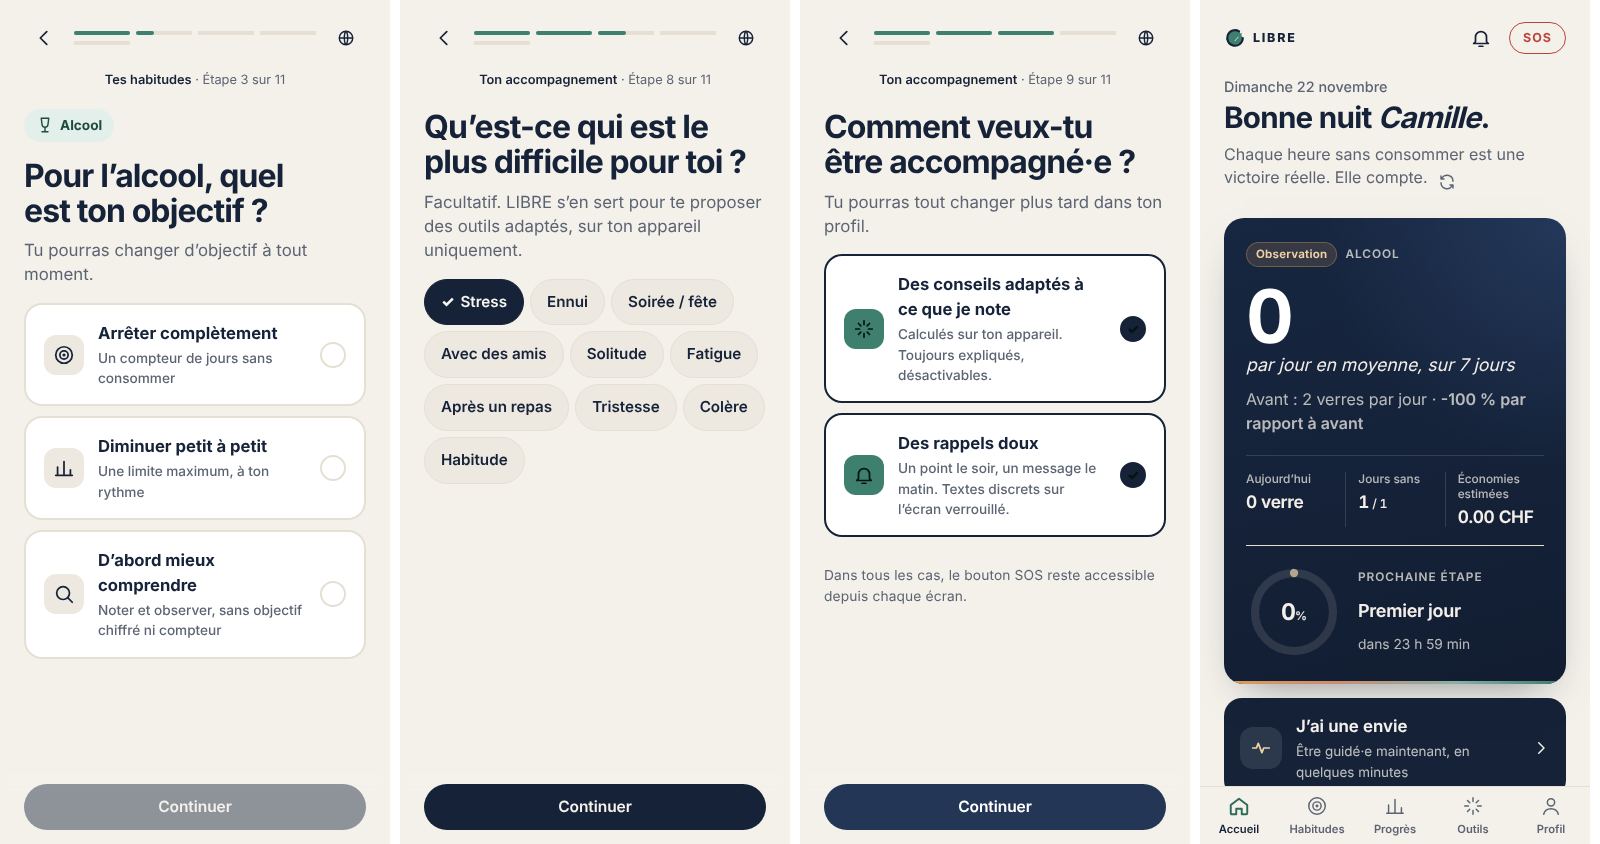 Tes habitudes · Étape 3 sur 11
Alcool
Pour l’alcool, quel
est ton objectif ?
Tu pourras changer d’objectif à tout
moment.
Arrêter complètement
Un compteur de jours sans
consommer
Diminuer petit à petit
Une limite maximum, à ton
rythme
D’abord mieux
comprendre
Noter et observer, sans objectif
chiffré ni compteur
Continuer
Ton accompagnement · Étape 8 sur 11
Qu’est-ce qui est le
plus difficile pour toi ?
Facultatif. LIBRE s’en sert pour te proposer
des outils adaptés, sur ton appareil
uniquement.
Stress
Ennui
Soirée / fête
Avec des amis
Solitude
Fatigue
Après un repas
Tristesse
Colère
Habitude
Continuer
Ton accompagnement · Étape 9 sur 11
Comment veux-tu
être accompagné·e ?
Tu pourras tout changer plus tard dans ton
profil.
Des conseils adaptés à
ce que je note
Calculés sur ton appareil.
Toujours expliqués,
désactivables.
Des rappels doux
Un point le soir, un message le
matin. Textes discrets sur
l’écran verrouillé.
Dans tous les cas, le bouton SOS reste accessible
depuis chaque écran.
Continuer
LIBRE
SOS
Dimanche 22 novembre
Bonne nuit Camille.
Chaque heure sans consommer est une
victoire réelle. Elle compte.
Observation
ALCOOL
0
par jour en moyenne, sur 7 jours
Avant : 2 verres par jour · -100 % par
rapport à avant
Aujourd’hui
0 verre
Jours sans
1 / 1
Économies
estimées
0.00 CHF
0%
PROCHAINE ÉTAPE
Premier jour
dans 23 h 59 min
J’ai une envie
Être guidé·e maintenant, en
quelques minutes
Accueil
Habitudes
Progrès
Outils
Profil